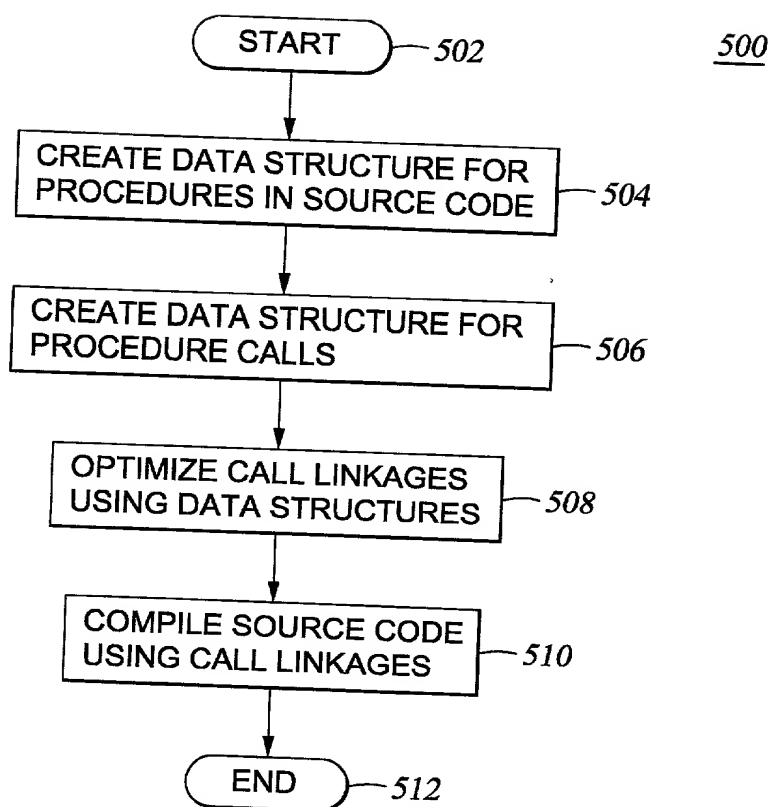 START
502
500
CREATE DATA STRUCTURE FOR
PROCEDURES IN SOURCE CODE
504
CREATE DATA STRUCTURE FOR
PROCEDURE CALLS
506
OPTIMIZE CALL LINKAGES
USING DATA STRUCTURES
508
COMPILE SOURCE CODE
USING CALL LINKAGES
510
END
512